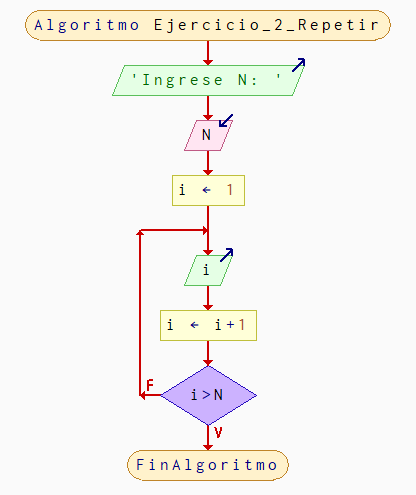 Algoritmo Ejercicio_2_Repetir
'Ingrese N: '
N
i ← 1
i
i ← i+1
F
i>N
V
FinAlgoritmo